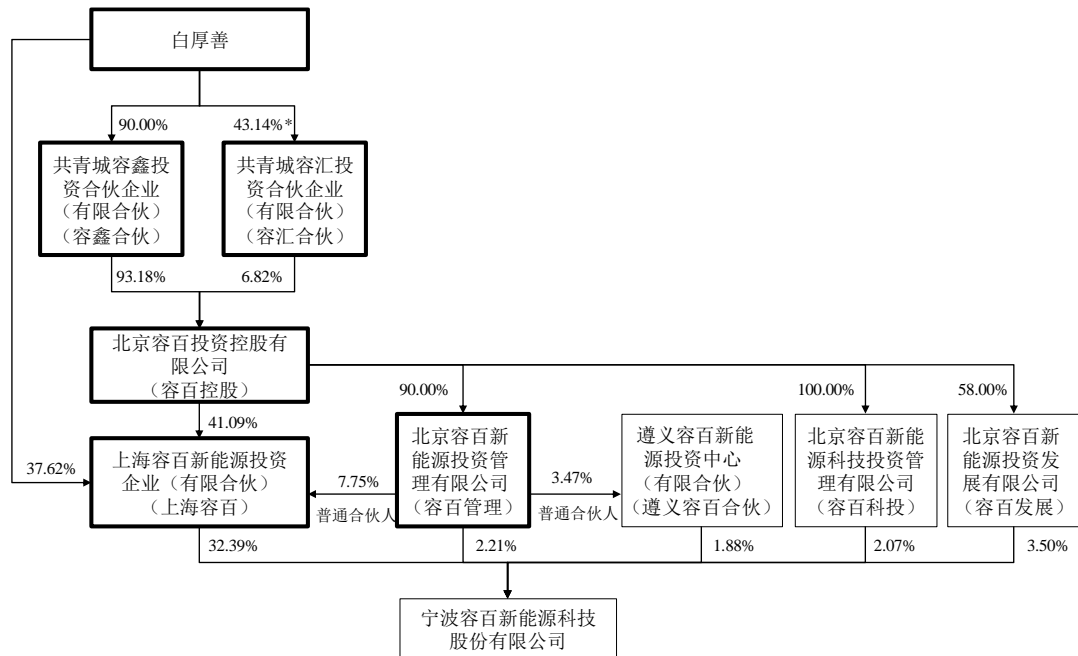 白厚善
90.00%
43.14%*
共青城容鑫投
资合伙企业
（有限合伙）
（容鑫合伙）
共青城容汇投
资合伙企业
（有限合伙）
（容汇合伙）
93.18%
6.82%
北京容百投资控股有
限公司
（容百控股）
90.00%
100.00%
58.00%
41.09%
37.62%
上海容百新能源投资
企业（有限合伙）
（上海容百）
7.75%
普通合伙人
北京容百新
能源投资管
理有限公司
（容百管理）
3.47%
普通合伙人
遵义容百新能
源投资中心
（有限合伙）
（遵义容百合伙）
北京容百新能
源科技投资管
理有限公司
（容百科投）
北京容百新
能源投资发
展有限公司
（容百发展）
32.39%
2.21%
1.88%
2.07%
3.50%
宁波容百新能源科技
股份有限公司